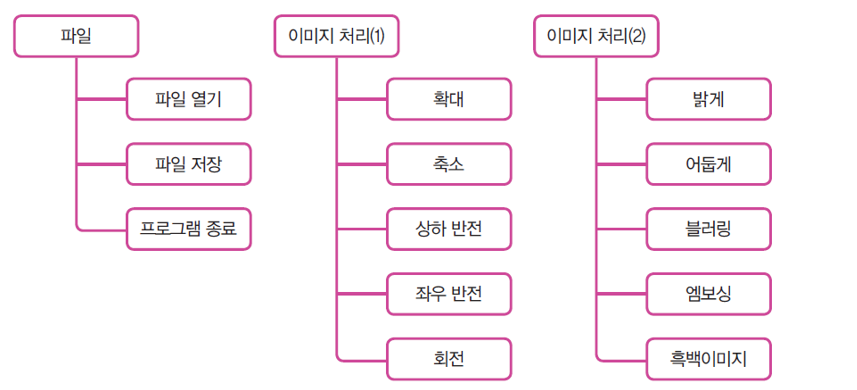 파일
파일 열기
파일 저장
프로그램 종료
이미지 처리(1)
확대
축소
상하 반전
좌우 반전
회전
이미지 처리(2)
밝게
어둡게
블러링
엠보싱
흑백이미지